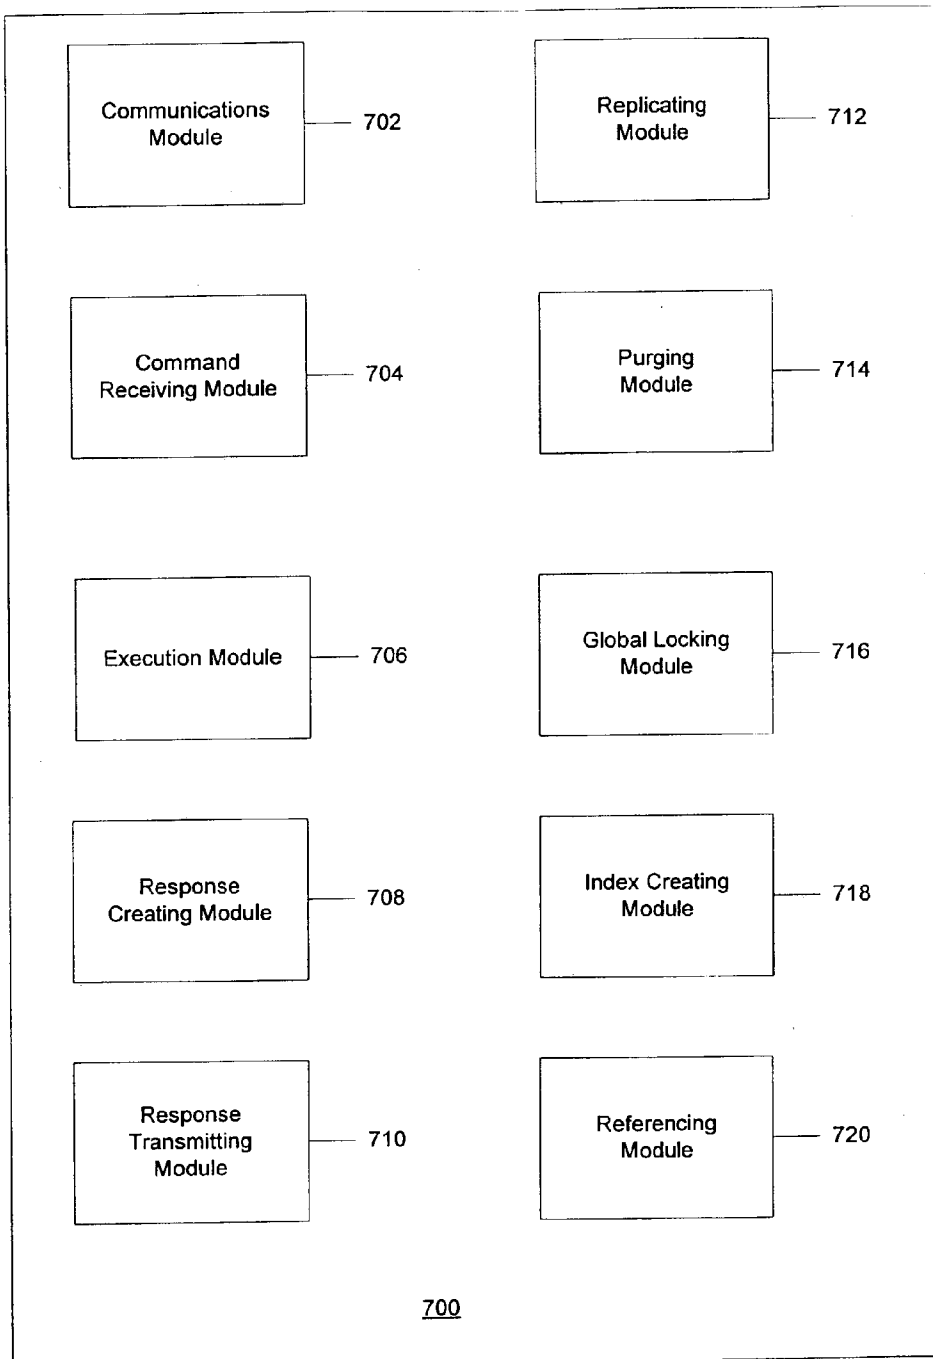 Communications
Module
702
Replicating
Module
712
Command
Receiving Module
704
Purging
Module
714
Execution Module
706
Global Locking
Module
716
Response
Creating Module
708
Index Creating
Module
718
Response
Transmitting
Module
710
Referencing
Module
720
700